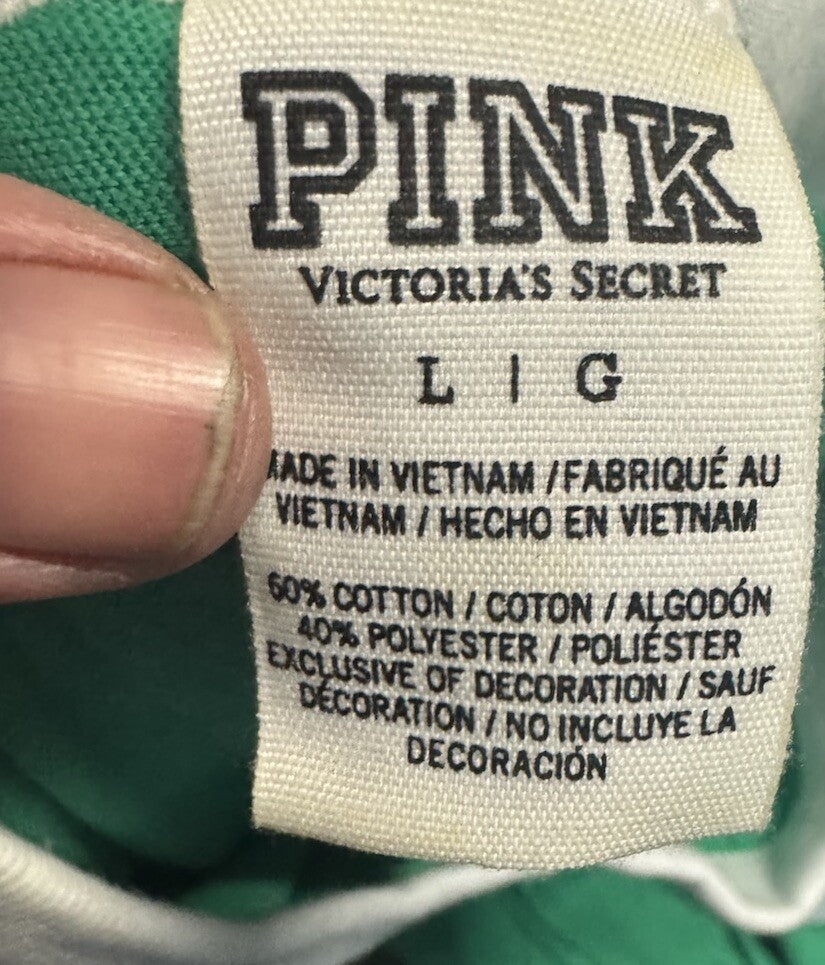 PINK
VICTORIA'S SECRET
L | G
MADE IN VIETNAM / FABRIQUÉ AU
VIETNAM / HECHO EN VIETNAM
60% COTTON / COTON / ALGODÓN
40% POLYESTER / POLIÉSTER
EXCLUSIVE OF DECORATION / SAUF
DÉCORATION / NO INCLUYE LA
DECORACIÓN